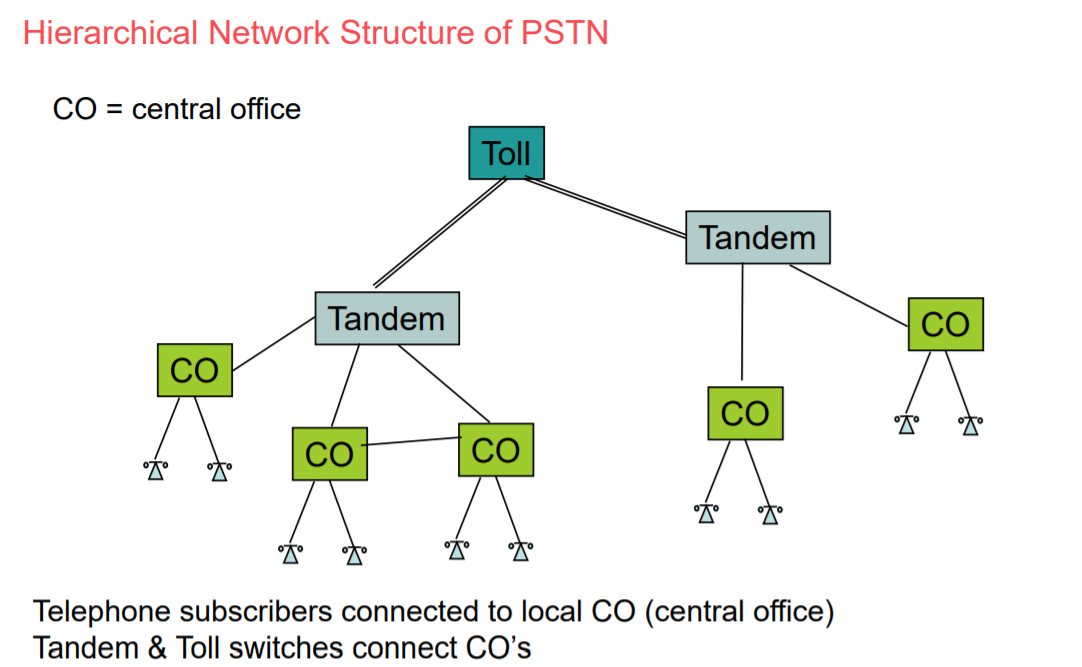 Hierarchical Network Structure of PSTN
CO = central office
Toll
Tandem
Tandem
CO
CO
CO
CO
CO
Telephone subscribers connected to local CO (central office)
Tandem & Toll switches connect CO’s